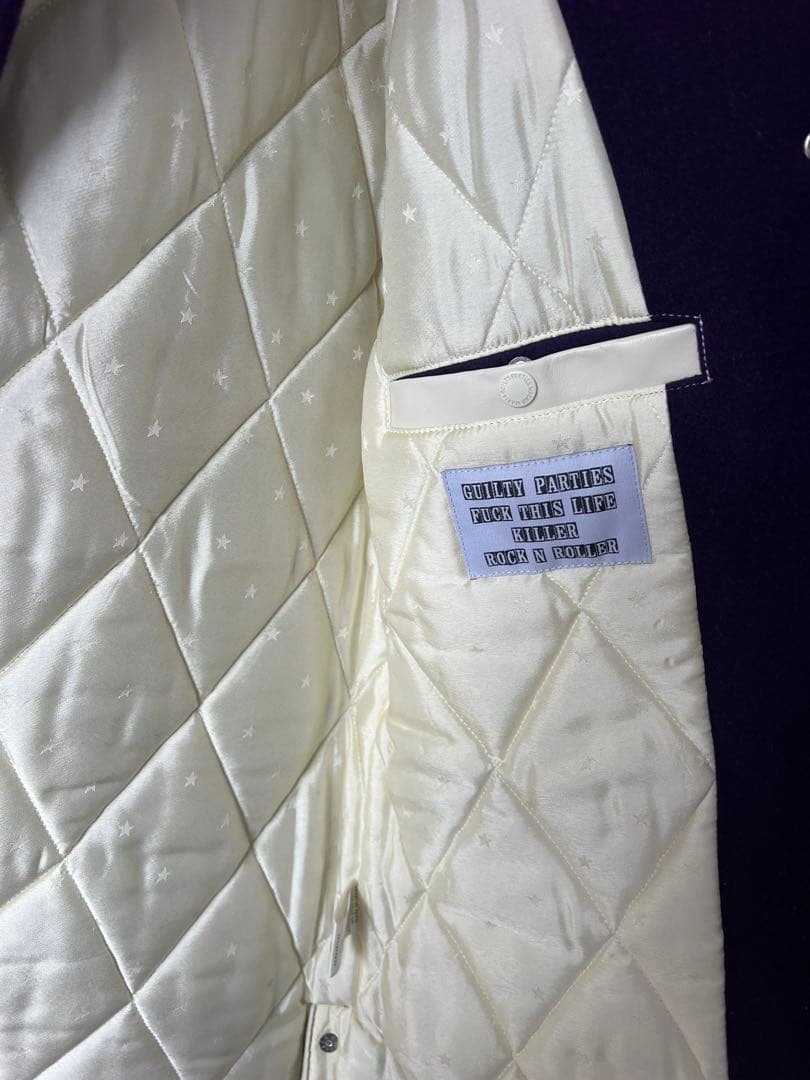 GUILTY PARTIES
FUCK THIS LIFE
KILLER
ROCK N ROLLER